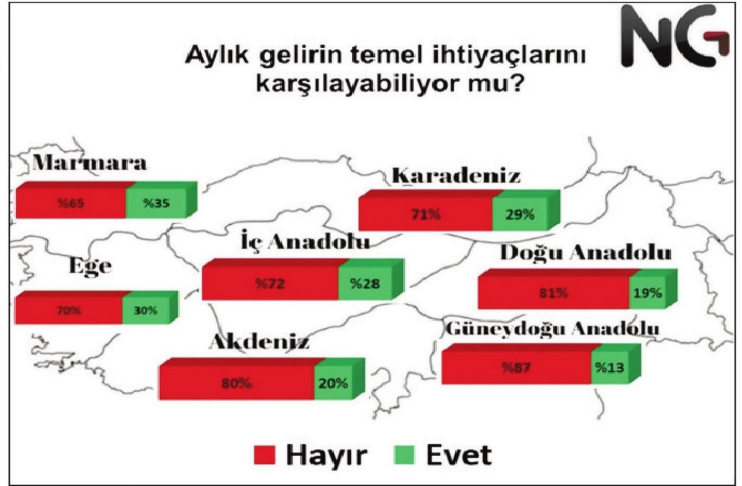 NG
Aylık gelirin temel ihtiyaçlarını
karşılayabiliyor mu?
Marmara
%65 %35
Karadeniz
71% 29%
İç Anadolu
%72 %28
Ege
70% 30%
Doğu Anadolu
81% 19%
Akdeniz
80% 20%
Güneydoğu Anadolu
%87 %13
Hayır Evet